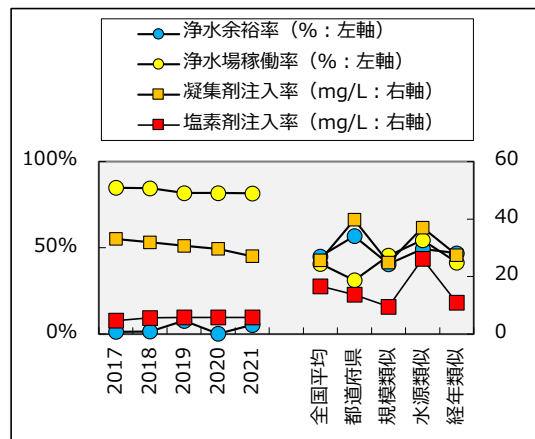 浄水余裕率（%：左軸）
浄水場稼働率（%：左軸）
凝集剤注入率（mg/L：右軸）
塩素剤注入率（mg/L：右軸）
100%
50%
0%
60
40
20
0
2017
2018
2019
2020
2021
全国平均
都道府県
規模類似
水源類似
経年類似